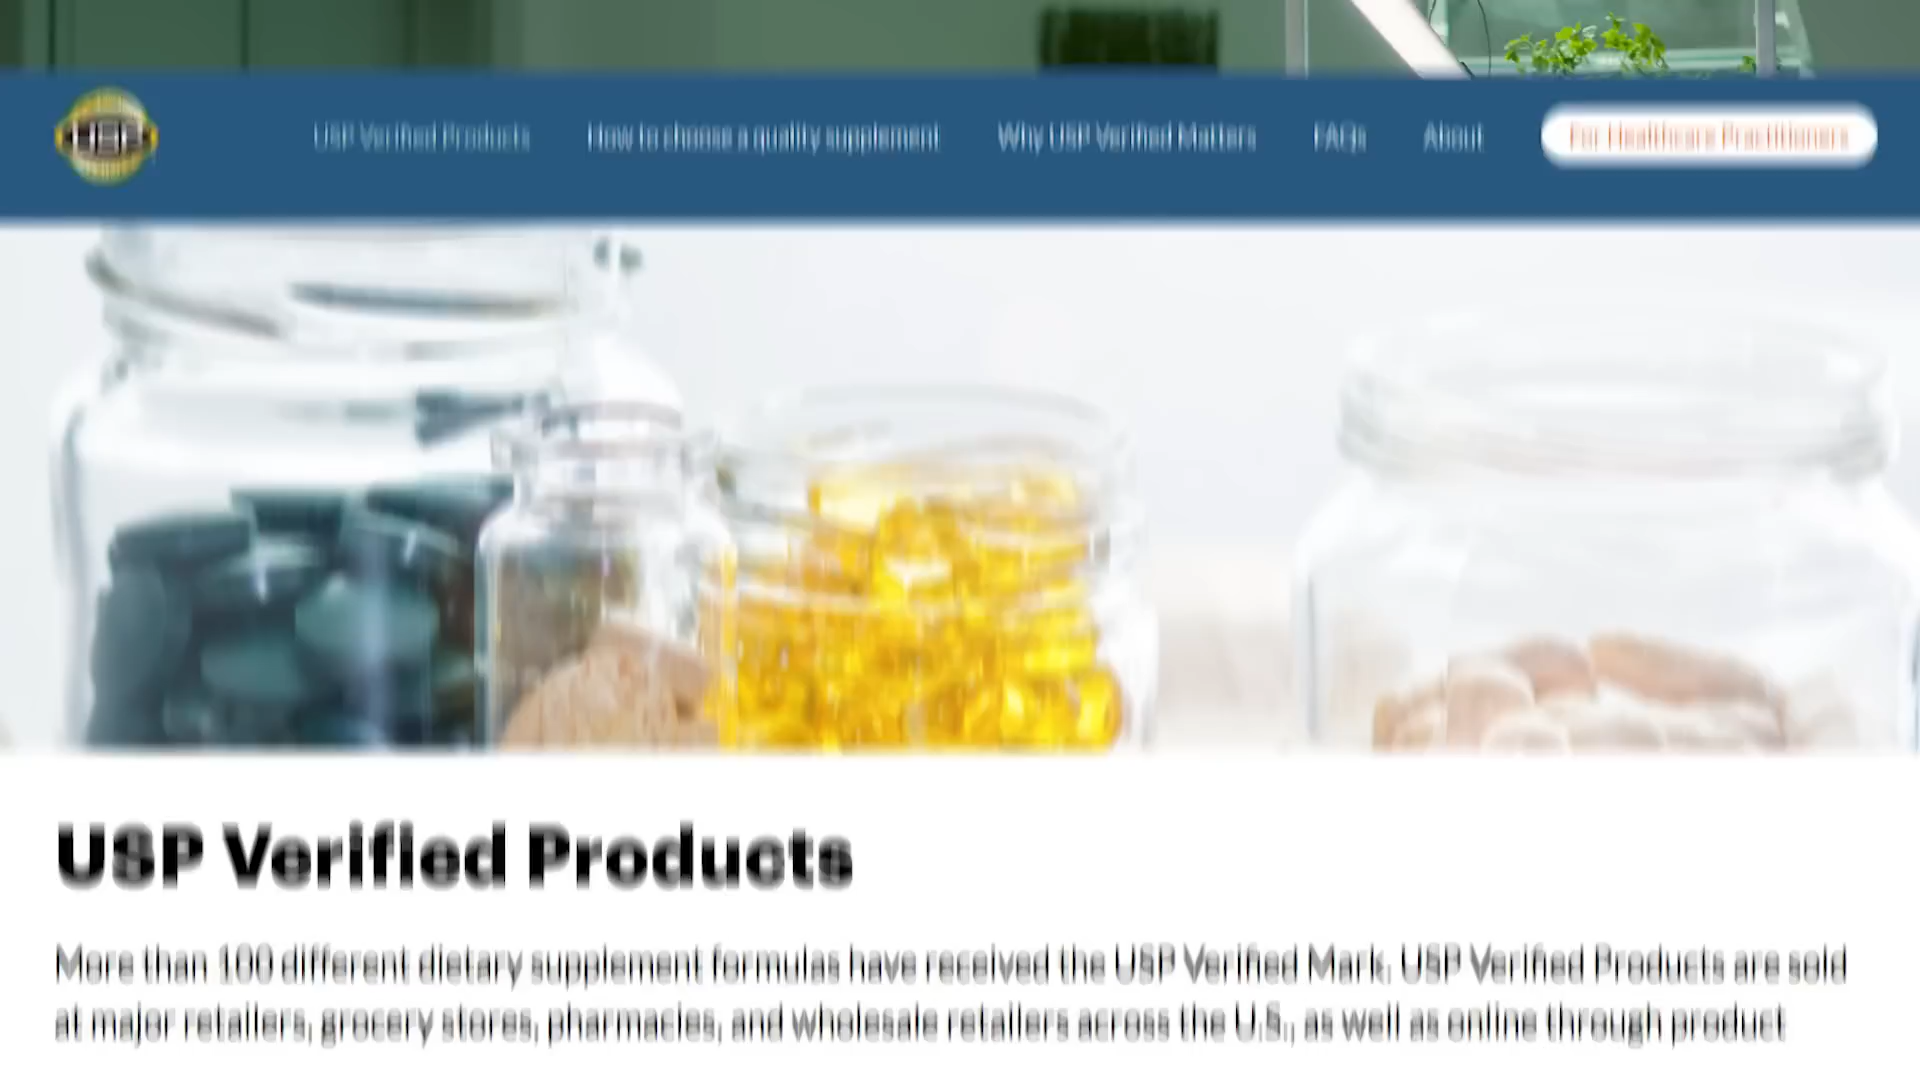 USP
USP Verified Products
How to choose a quality supplement
Why USP Verified Matters
FAQs
About
For Healthcare Practitioners
USP Verified Products
More than 100 different dietary supplement formulas have received the USP Verified Mark. USP Verified Products are sold
at major retailers, grocery stores, pharmacies, and wholesale retailers across the U.S., as well as online through product